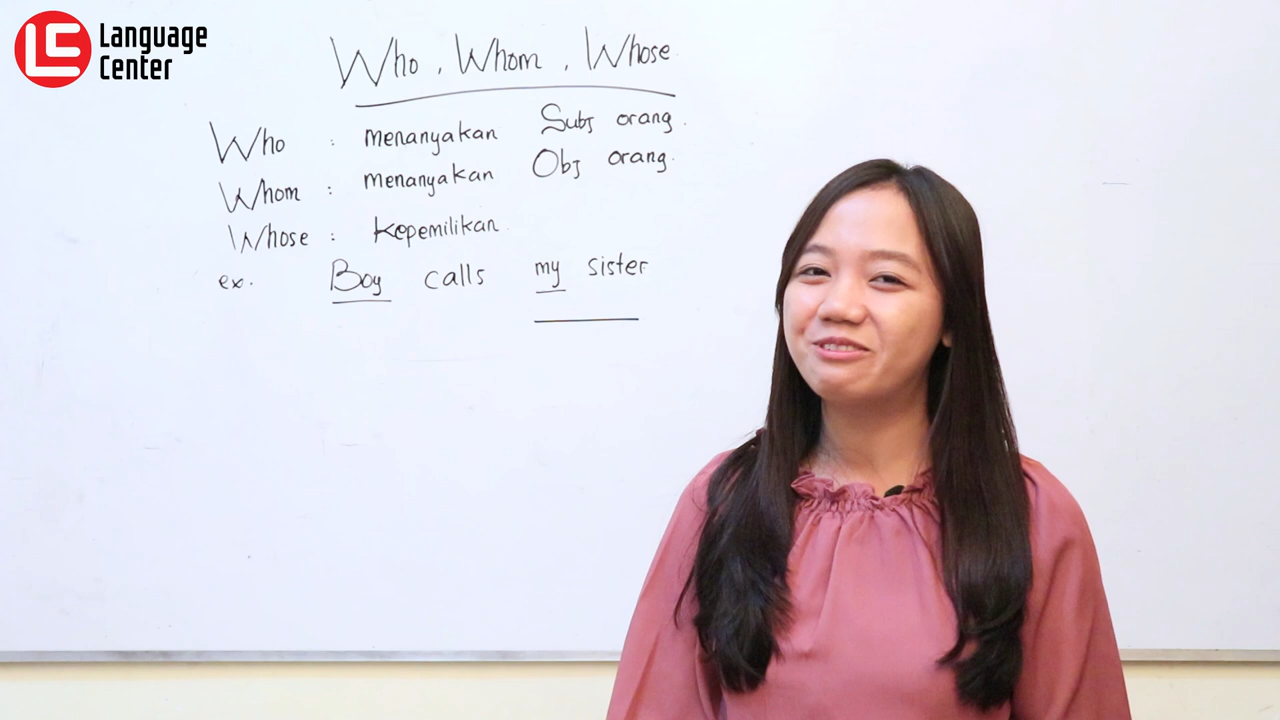 Language
Center
Who, Whom, Whose
Who : menanyakan Subj orang.
Whom : menanyakan Obj orang.
Whose : kepemilikan.
ex. Boy calls my sister